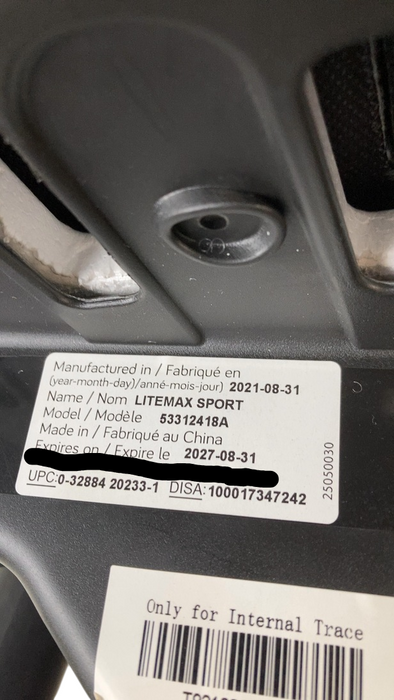 Manufactured in / Fabriqué en
(year-month-day)/anné-mois-jour) 2021-08-31
Name / Nom LITEMAX SPORT
Model / Modèle 53312418A
Made in / Fabriqué au China
Expires on / Expire le 2027-08-31
UPC:0-32884 20233-1 DISA:100017347242
25050030
Only for Internal Trace